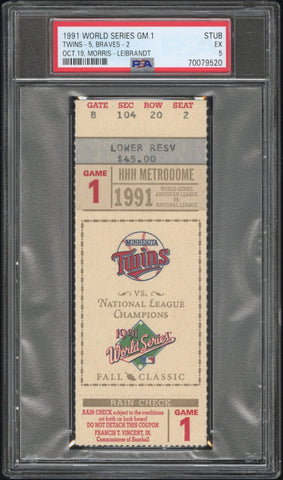 1991 WORLD SERIES GM.1 STUB
TWINS - 5, BRAVES - 2 EX 5
OCT.19, MORRIS - LEIBRANDT PSA 70079520
GATE SEC ROW SEAT
B 104 20 2
LOWER RESV
$45.00
GAME
1
HHH METRODOME
1991
WORLD SERIES
AMERICAN LEAGUE
VS.
NATIONAL LEAGUE
MINNESOTA
Twins
VS.
NATIONAL LEAGUE
CHAMPIONS
1991
World Series
FALL CLASSIC
RAIN CHECK
RAIN CHECK subject to the conditions
set forth on back hereof
DO NOT DETACH THIS COUPON
FRANCIS T. VINCENT, JR.
Commissioner of Baseball
GAME
1